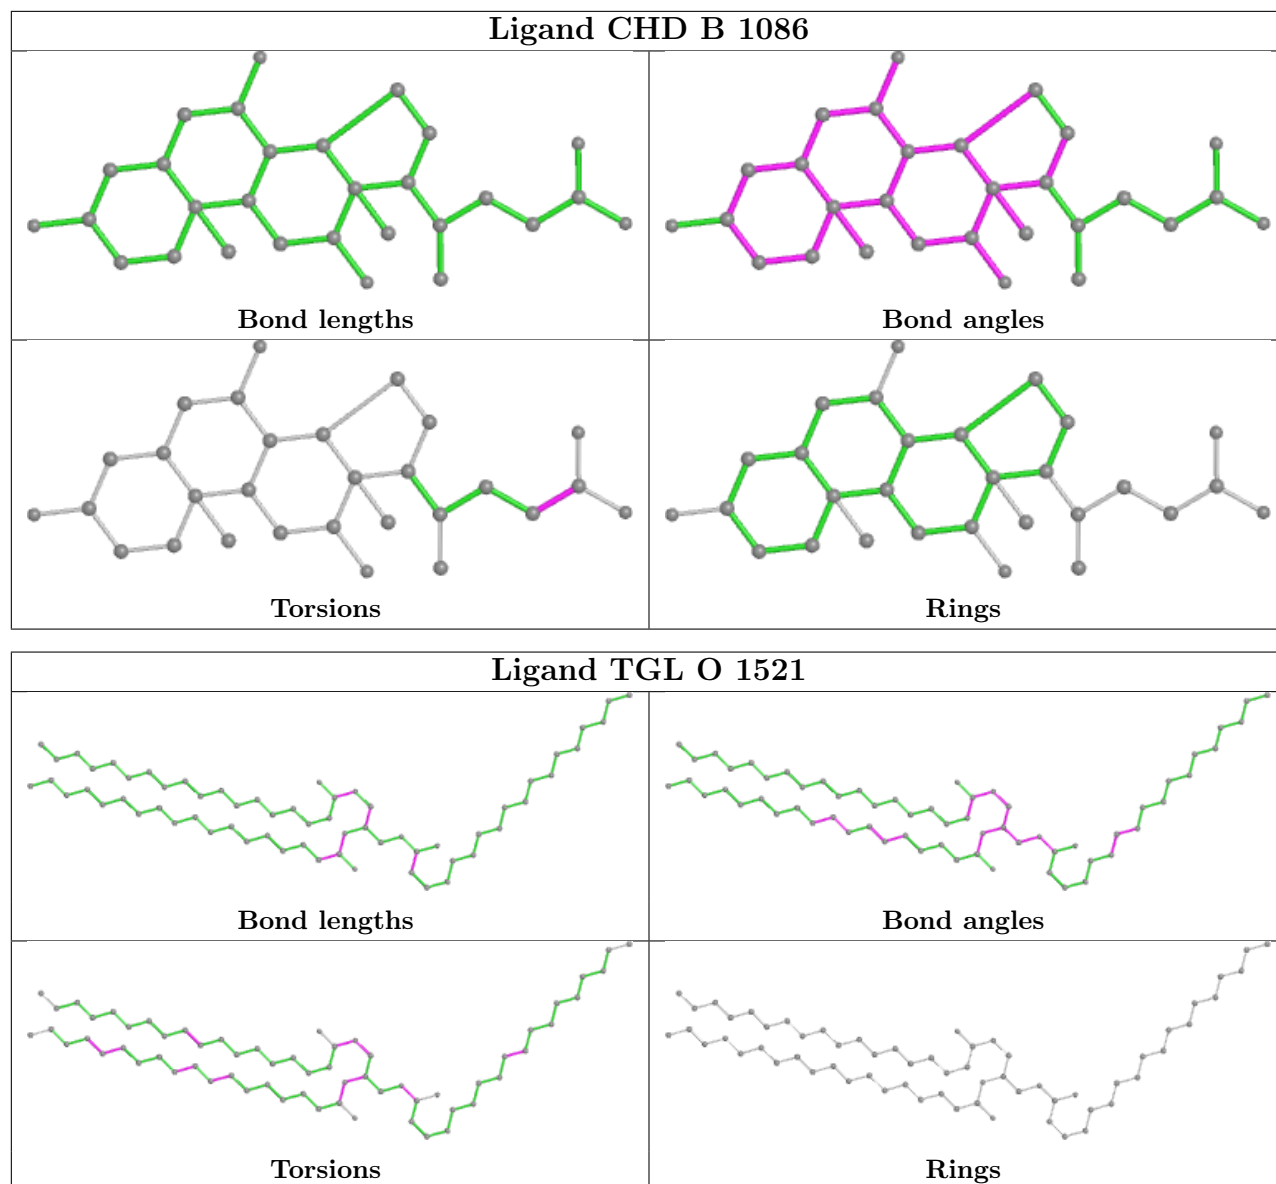 Ligand CHD B 1086
Bond lengths
Bond angles
Torsions
Rings
Ligand TGL O 1521
Bond lengths
Bond angles
Torsions
Rings